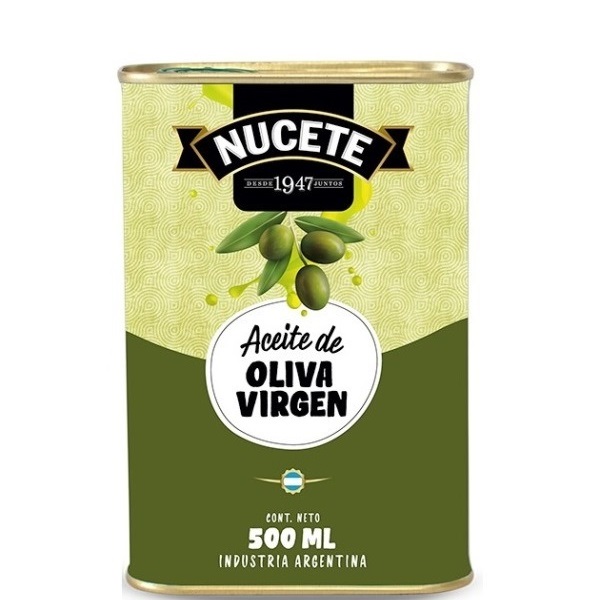 NUCETE
DESDE 1947 JUNTOS
Aceite de
OLIVA
VIRGEN
CONT. NETO
500 ML
INDUSTRIA ARGENTINA